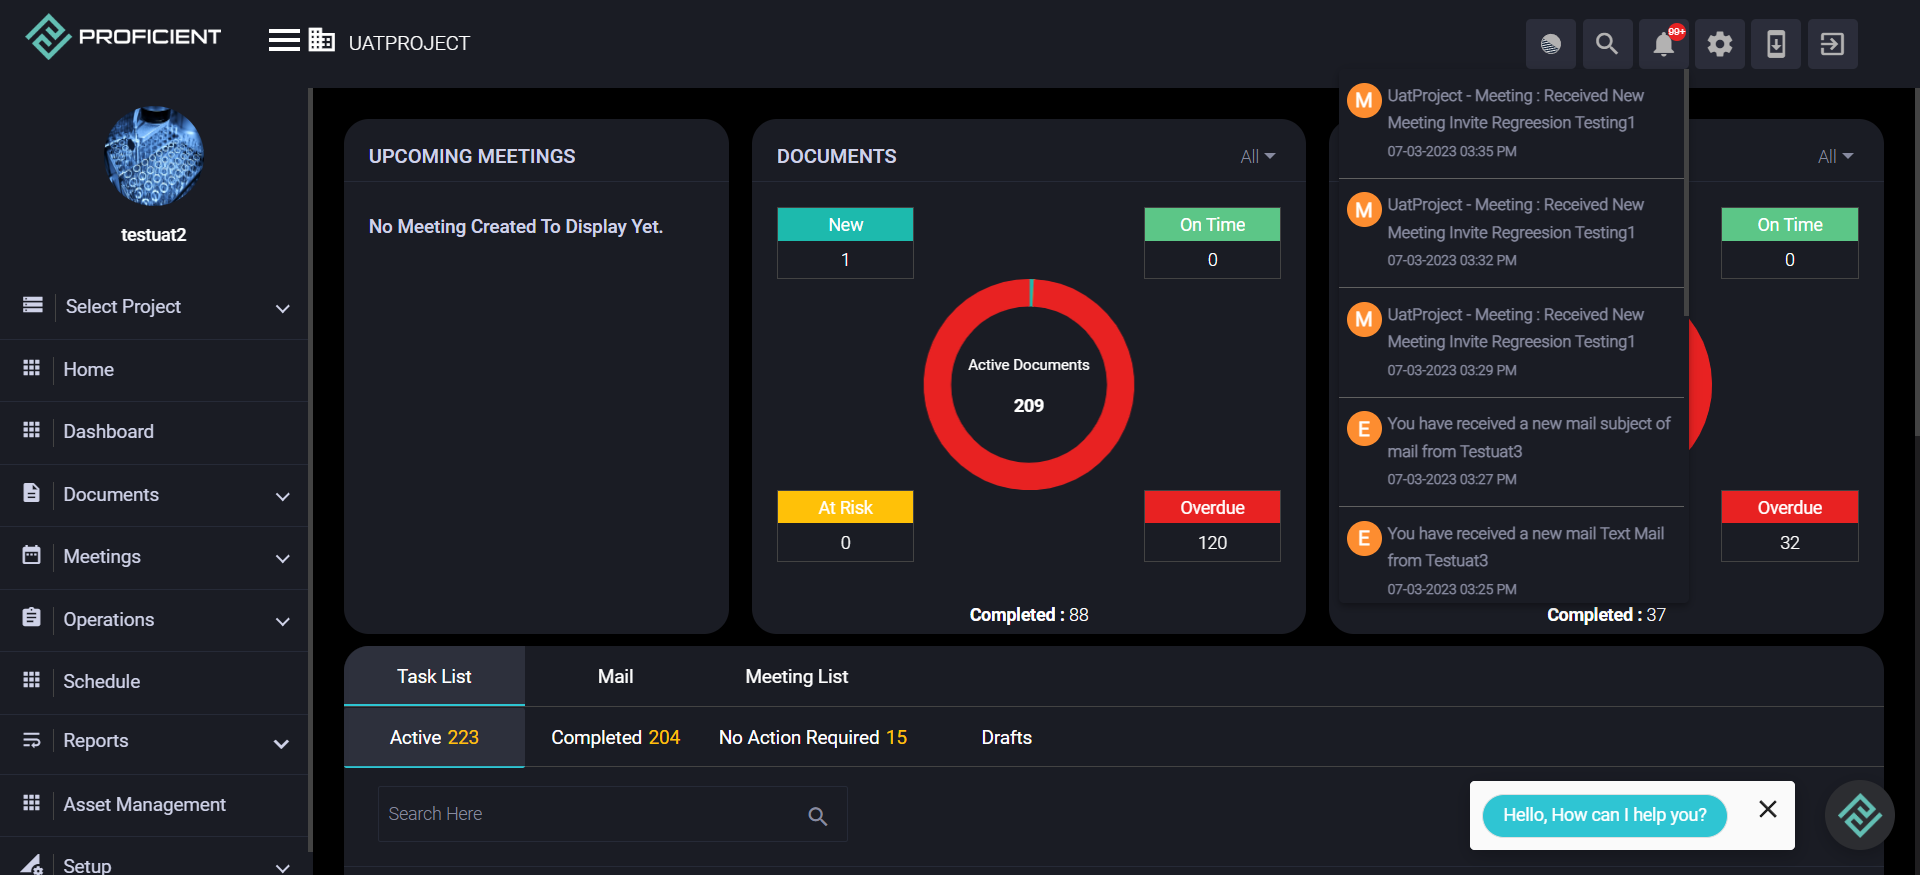 PROFICIENT
UATPROJECT
99+
testuat2
Select Project
Home
Dashboard
Documents
Meetings
Operations
Schedule
Reports
Asset Management
Setup
UPCOMING MEETINGS
No Meeting Created To Display Yet.
DOCUMENTS
All
New
1
On Time
0
Active Documents
209
At Risk
0
Overdue
120
Completed : 88
All
On Time
0
Overdue
32
Completed : 37
M
UatProject - Meeting : Received New
Meeting Invite Regreesion Testing1
07-03-2023 03:35 PM
M
UatProject - Meeting : Received New
Meeting Invite Regreesion Testing1
07-03-2023 03:32 PM
M
UatProject - Meeting : Received New
Meeting Invite Regreesion Testing1
07-03-2023 03:29 PM
E
You have received a new mail subject of
mail from Testuat3
07-03-2023 03:27 PM
E
You have received a new mail Text Mail
from Testuat3
07-03-2023 03:25 PM
Task List Mail Meeting List
Active 223 Completed 204 No Action Required 15 Drafts
Search Here
Hello, How can I help you?